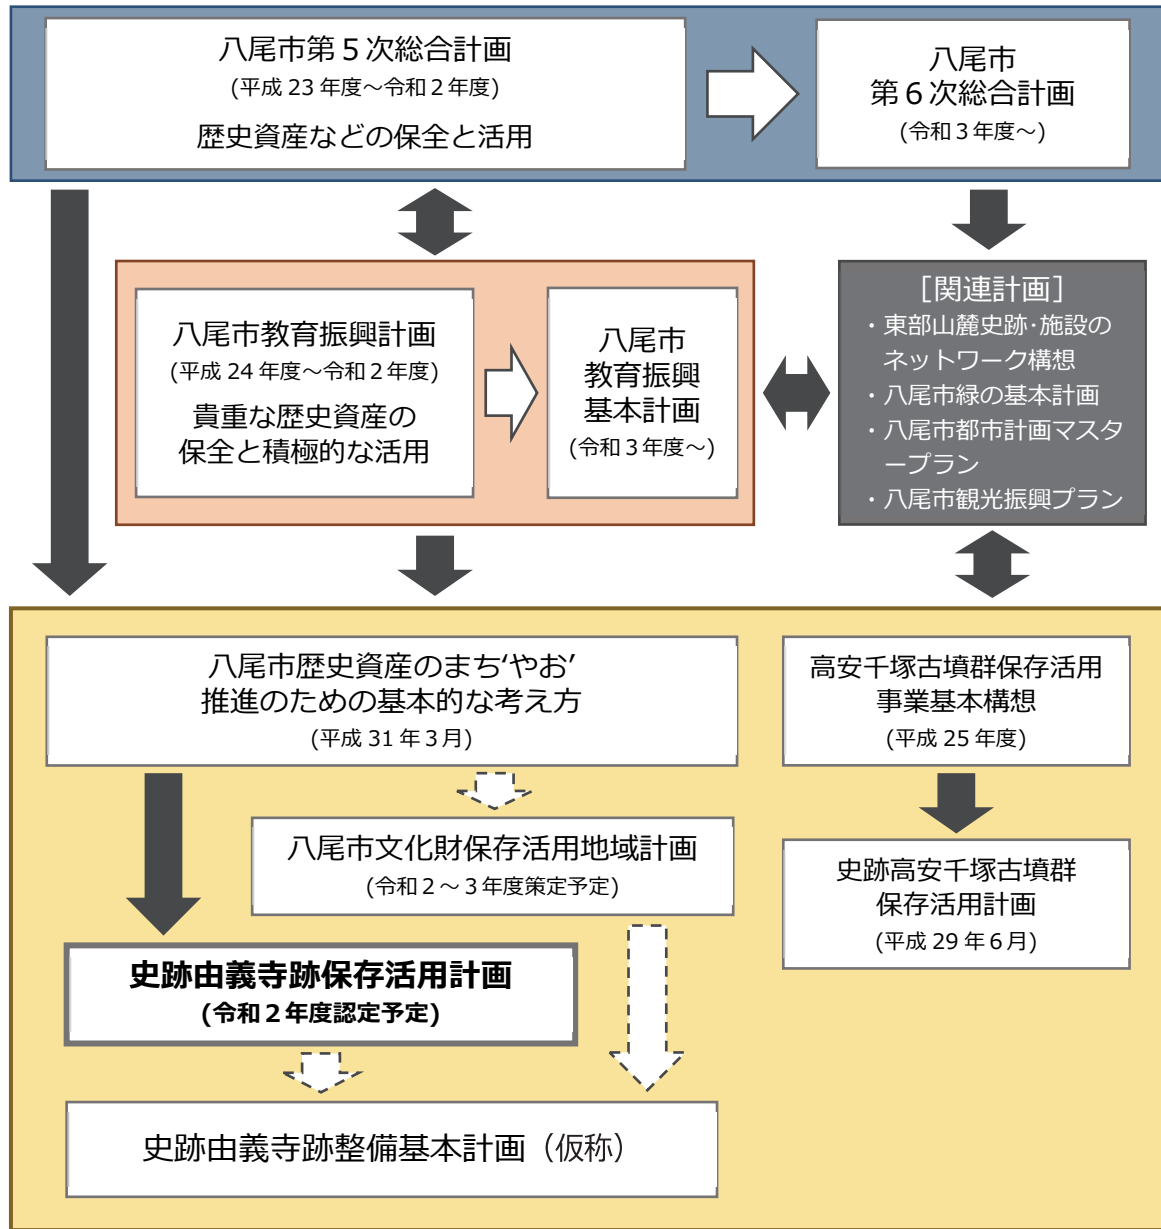 八尾市第５次総合計画
(平成 23 年度～令和２年度)
歴史資産などの保全と活用
八尾市
第６次総合計画
(令和３年度～)
八尾市教育振興計画
(平成 24 年度～令和２年度)
貴重な歴史資産の
保全と積極的な活用
八尾市
教育振興
基本計画
(令和３年度～)
［関連計画］
・東部山麓史跡・施設の
ネットワーク構想
・八尾市緑の基本計画
・八尾市都市計画マスタ
ープラン
・八尾市観光振興プラン
八尾市歴史資産のまち‘やお’
推進のための基本的な考え方
(平成 31 年３月)
高安千塚古墳群保存活用
事業基本構想
(平成 25 年度)
八尾市文化財保存活用地域計画
(令和２～３年度策定予定)
史跡高安千塚古墳群
保存活用計画
(平成 29 年６月)
史跡由義寺跡保存活用計画
(令和２年度認定予定)
史跡由義寺跡整備基本計画（仮称）